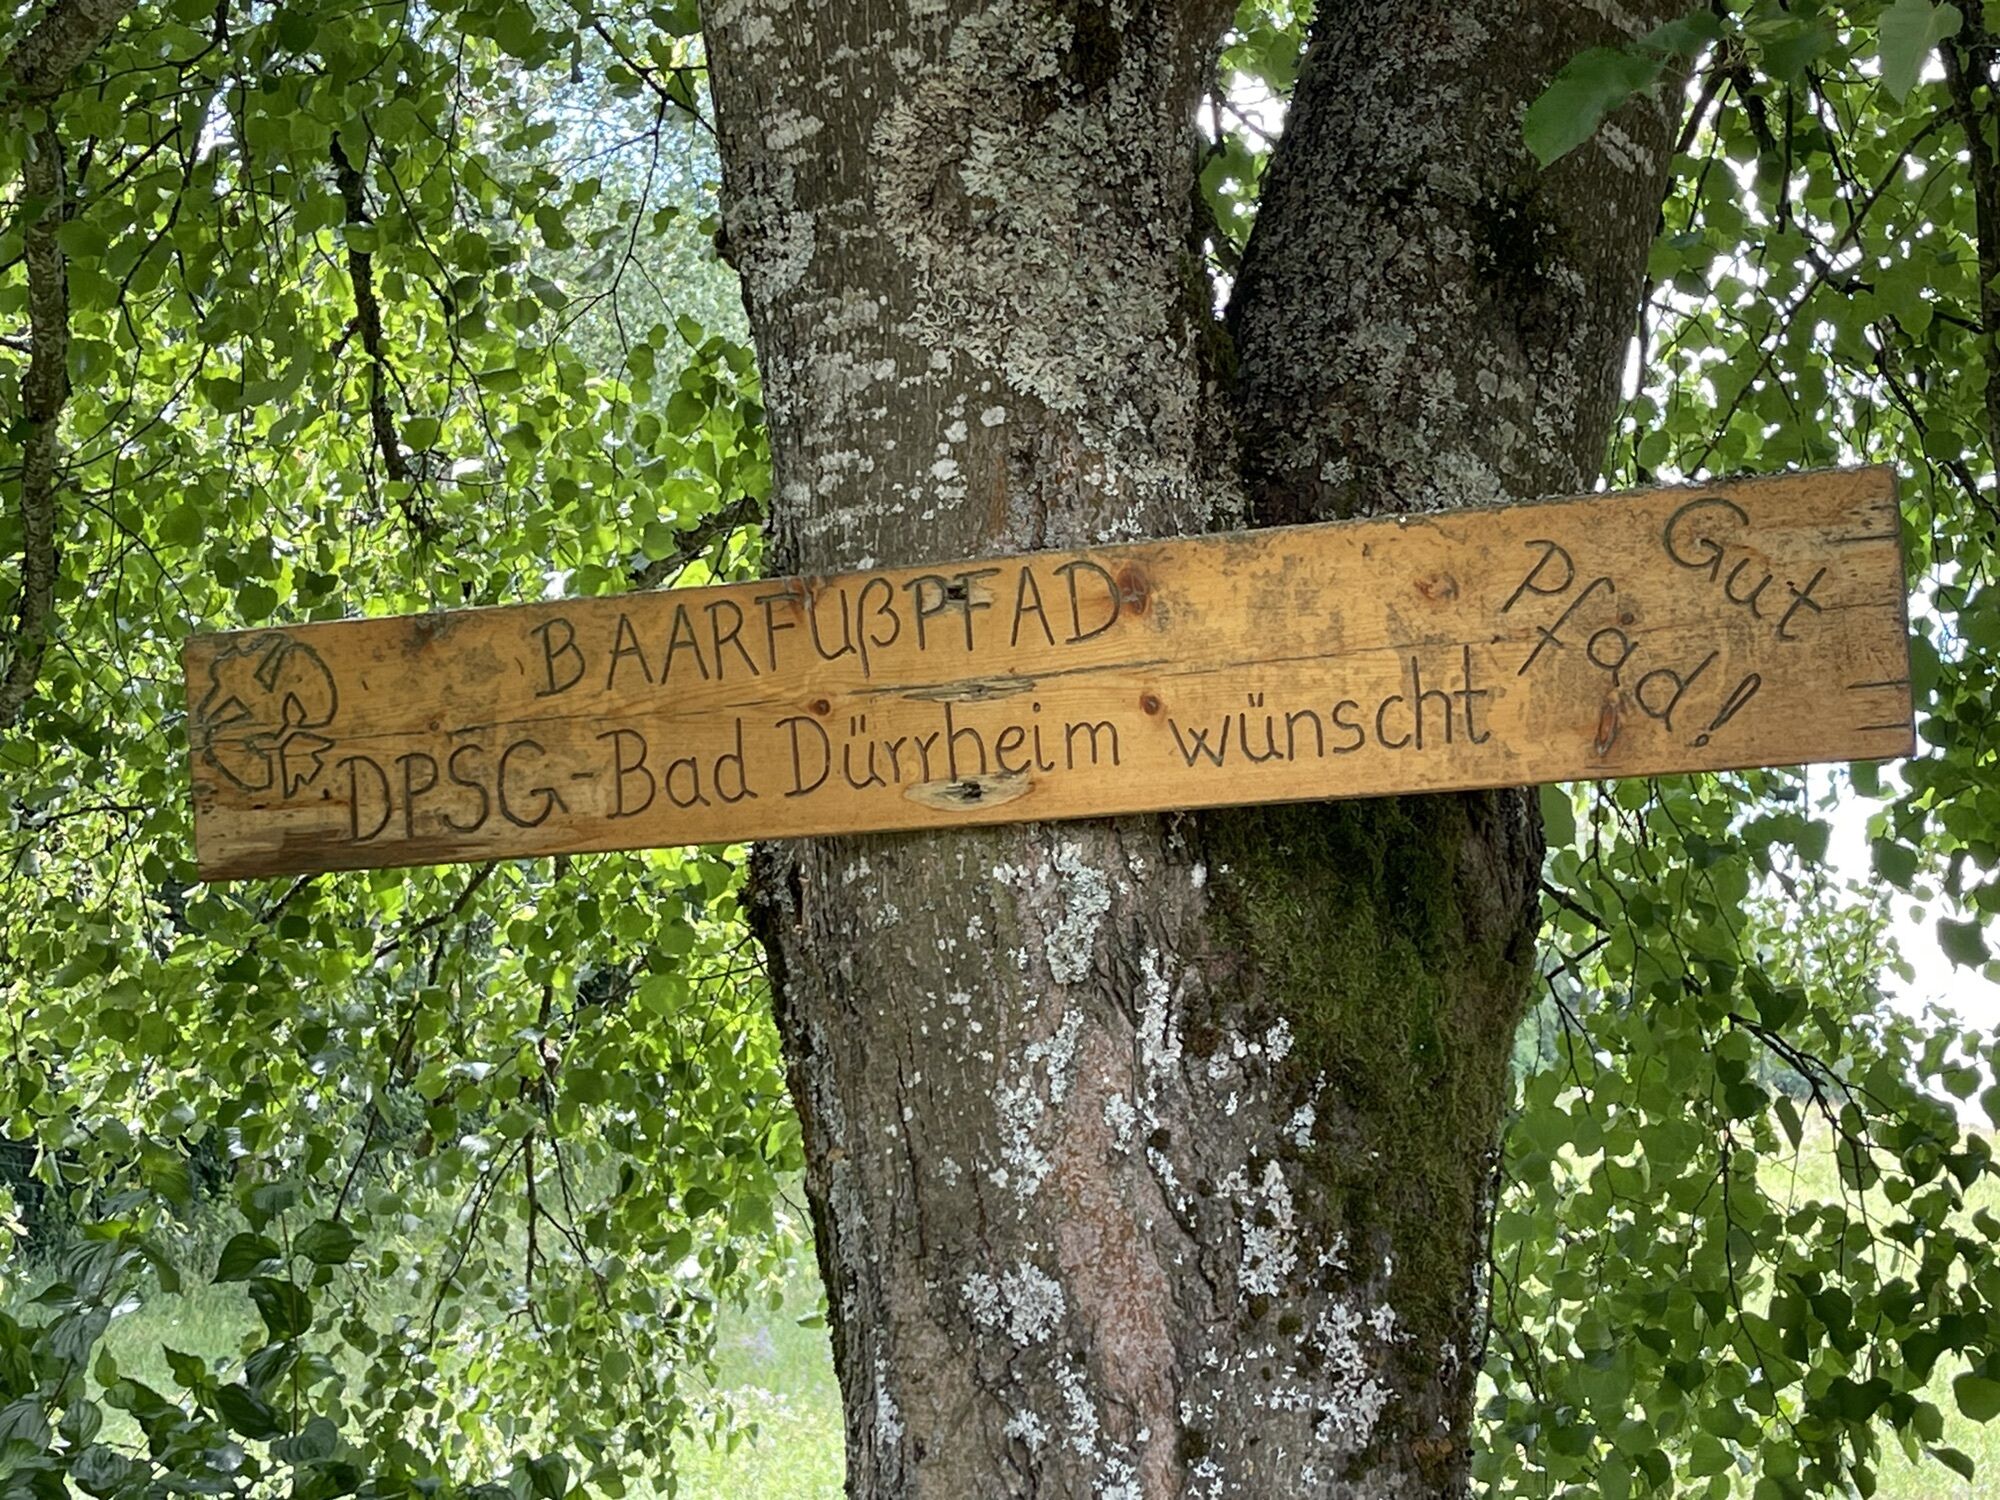 BAARFUßPFAD
DPSG-Bad Dürrheim wünscht
Gut
Pfad!